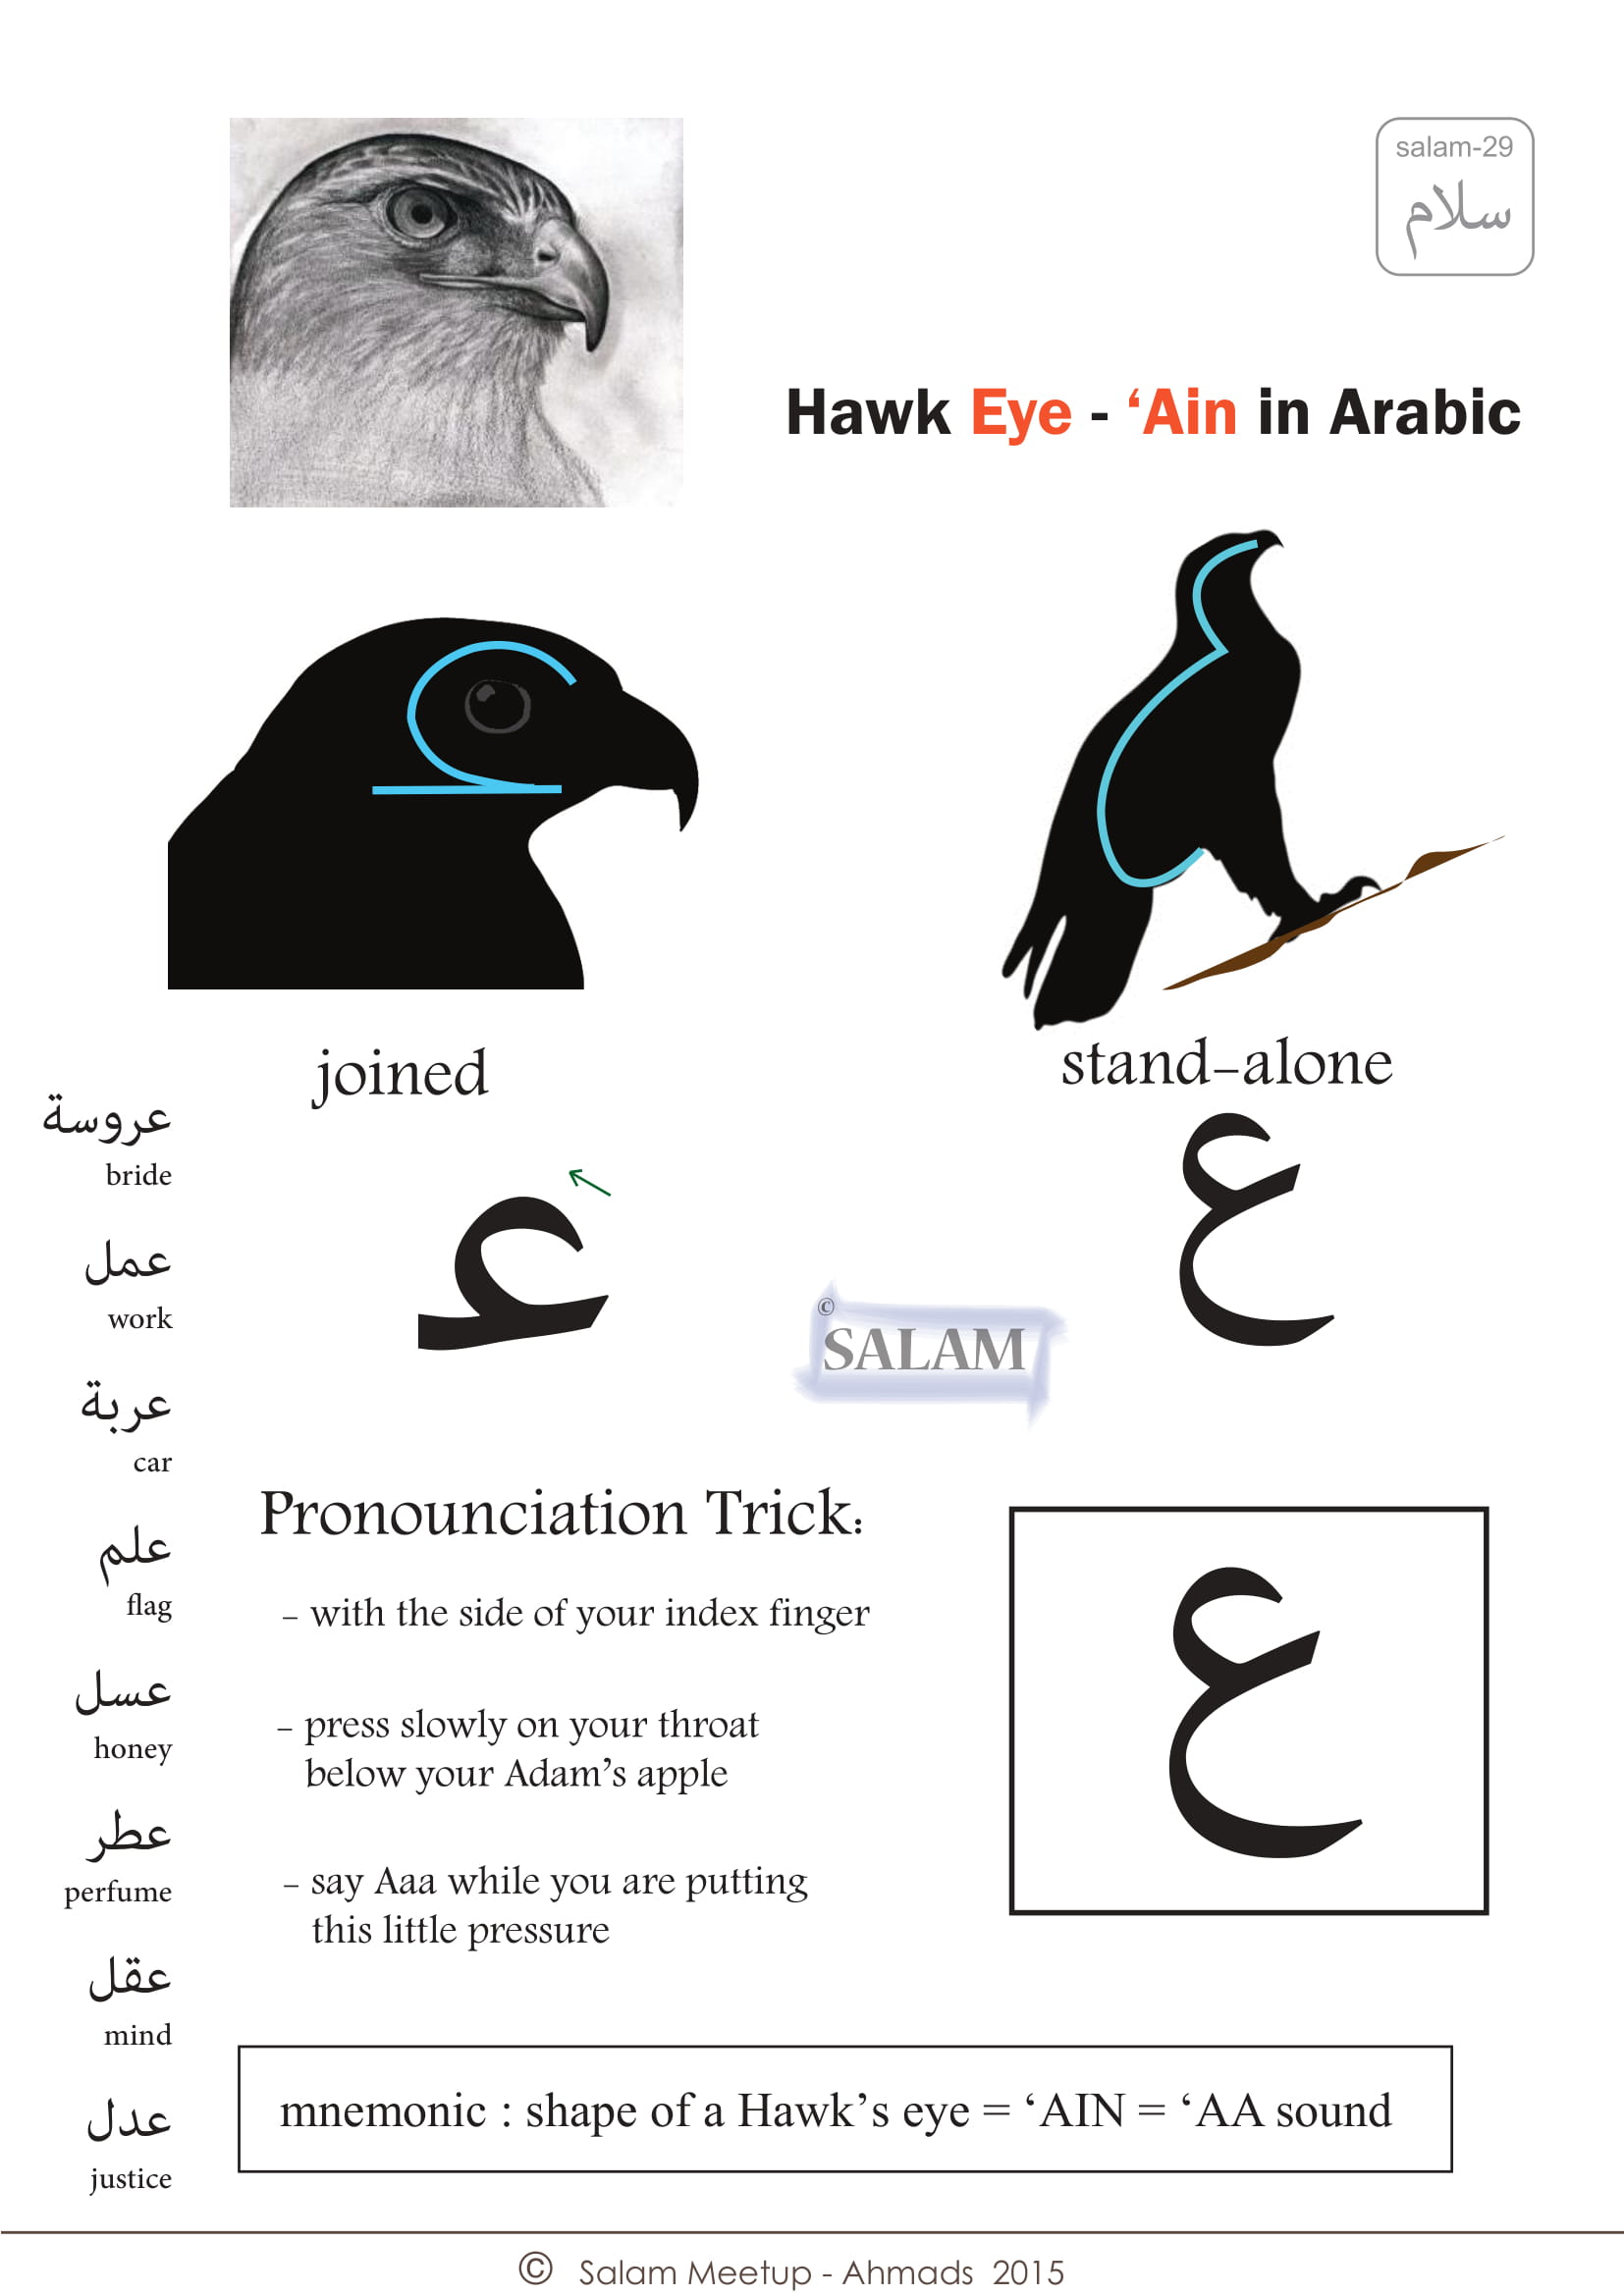 salam-29
سلام
Hawk Eye - ‘Ain in Arabic
joined
stand-alone
عروسة
bride
عمل
work
عربة
car
علم
flag
عسل
honey
عطر
perfume
عقل
mind
عدل
justice
عـ
ع
©
SALAM
Pronounciation Trick:
- with the side of your index finger
- press slowly on your throat
below your Adam’s apple
- say Aaa while you are putting
this little pressure
ع
mnemonic : shape of a Hawk’s eye = ‘AIN = ‘AA sound
© Salam Meetup - Ahmads 2015